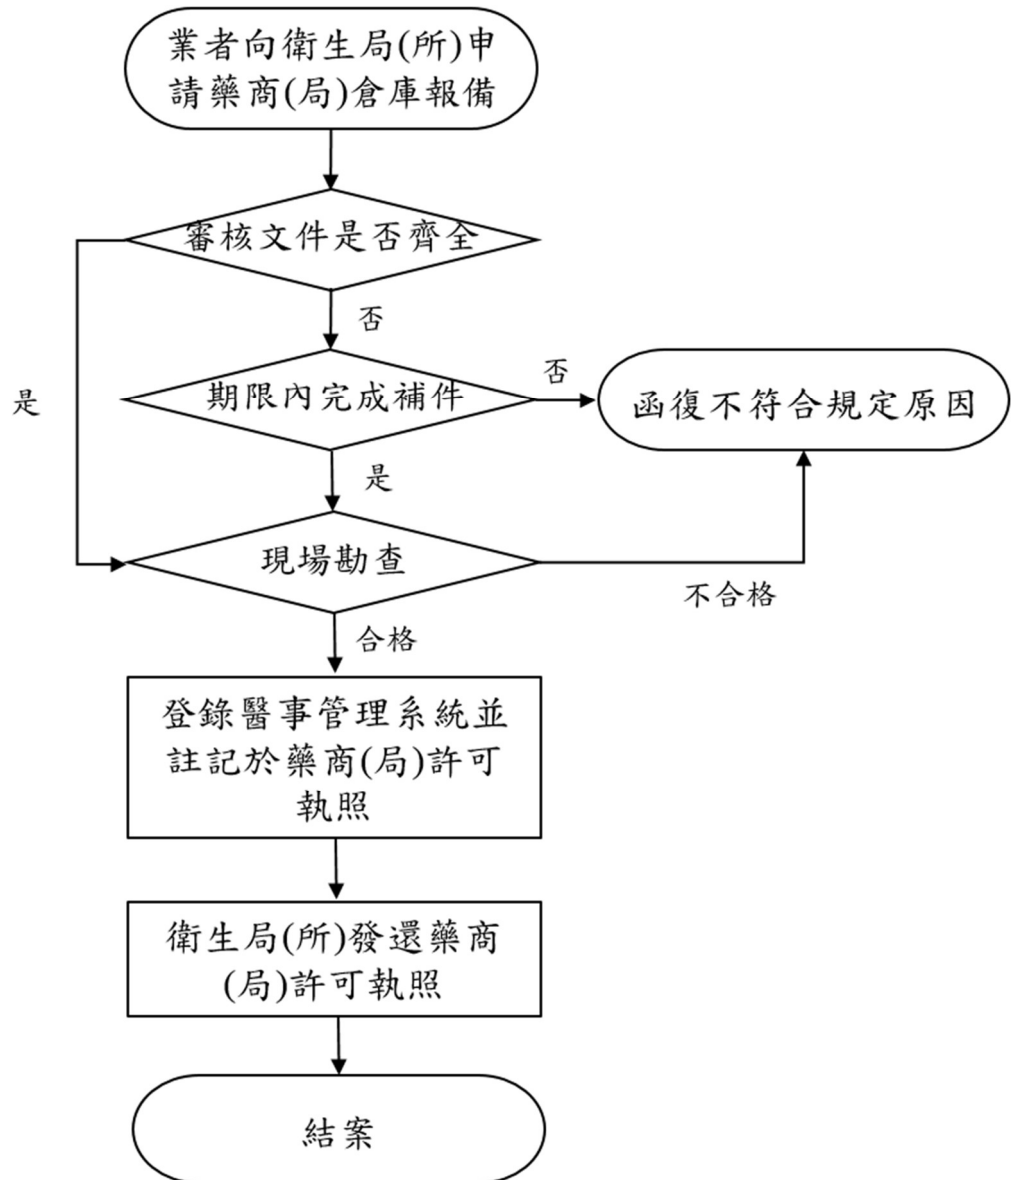 業者向衛生局(所)申
請藥商(局)倉庫報備
審核文件是否齊全
否
是
期限內完成補件
否
函復不符合規定原因
是
現場勘查
不合格
合格
登錄醫事管理系統並
註記於藥商(局)許可
執照
衛生局(所)發還藥商
(局)許可執照
結案